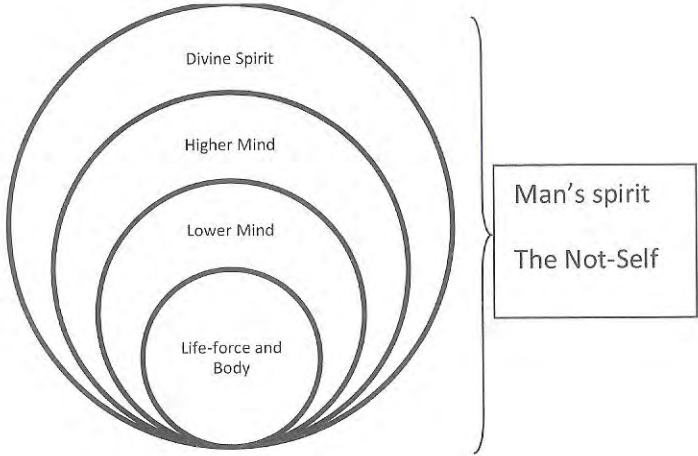 Divine Spirit
Higher Mind
Lower Mind
Life-force and
Body
Man's spirit
The Not-Self